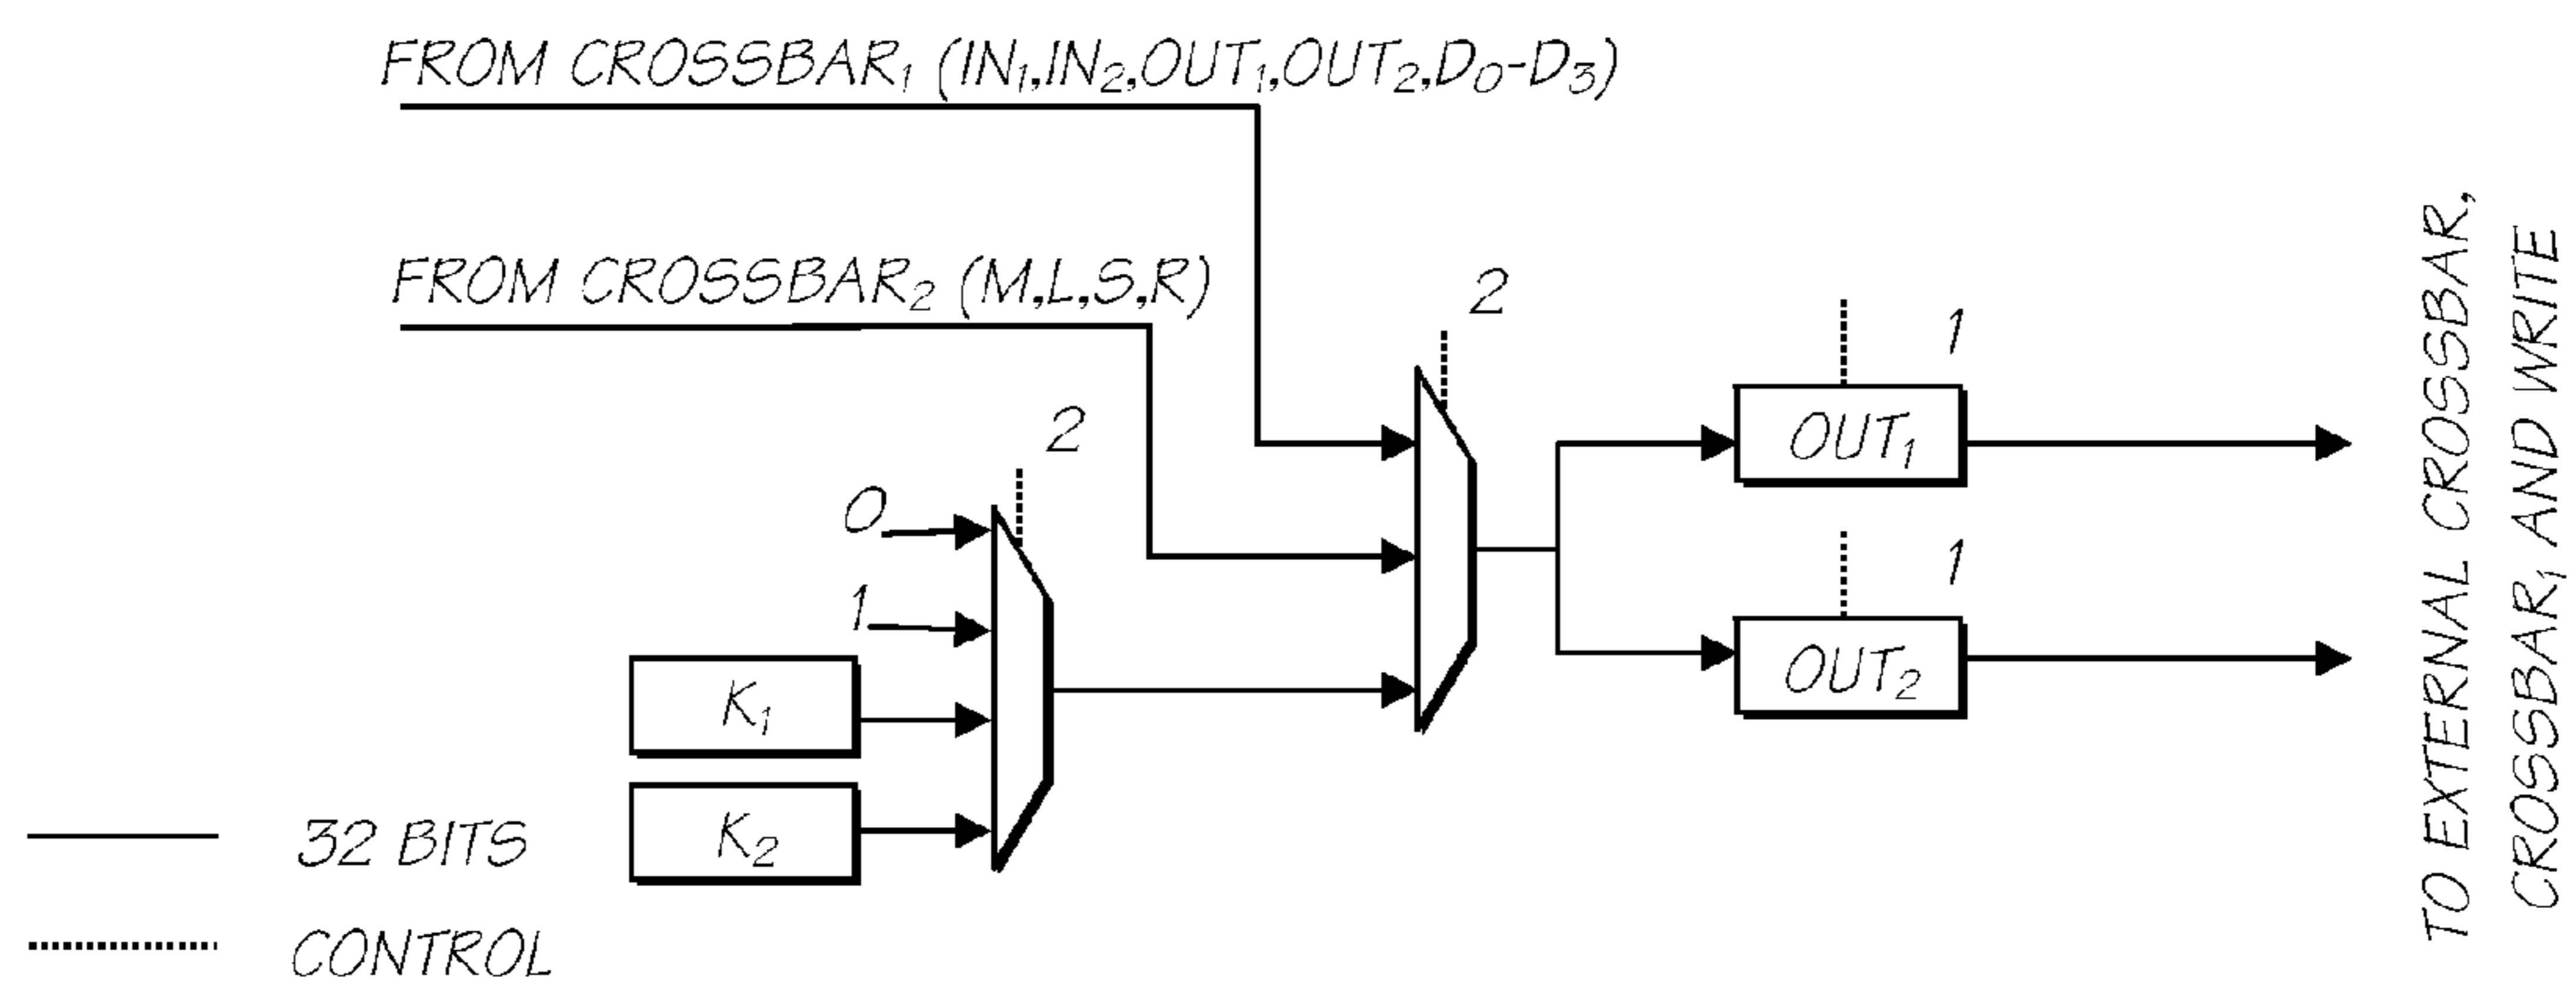 FROM CROSSBAR₁ (IN₁,IN₂,OUT₁,OUT₂,D₀-D₃)
FROM CROSSBAR₂ (M,L,S,R)
2
1
OUT₁
2
0
1
OUT₂
1
K₁
K₂
32 BITS
CONTROL
TO EXTERNAL CROSSBAR,
CROSSBAR₁ AND WRITE